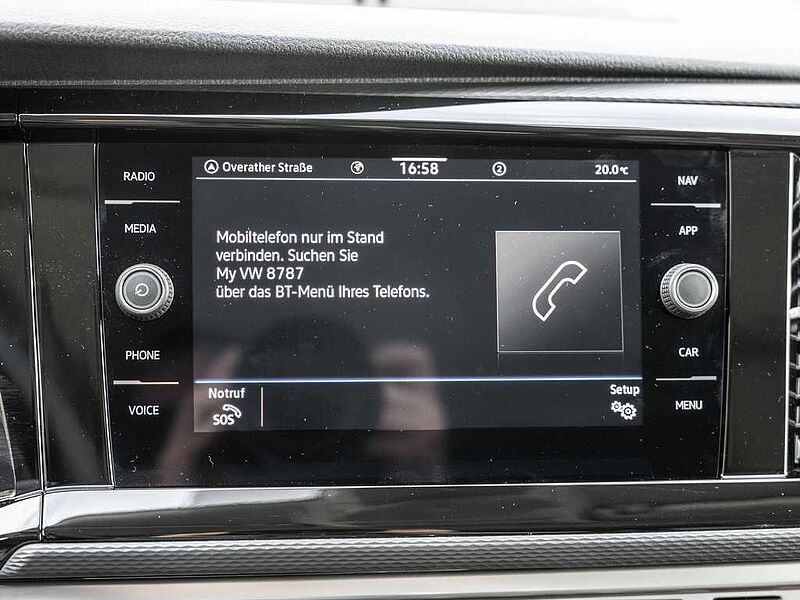 Overather Straße 16:58 2 20.0°C
RADIO
MEDIA
PHONE
VOICE
Mobiltelefon nur im Stand
verbinden. Suchen Sie
My VW 8787
über das BT-Menü Ihres Telefons.
Notruf
SOS
Setup
NAV
APP
CAR
MENU